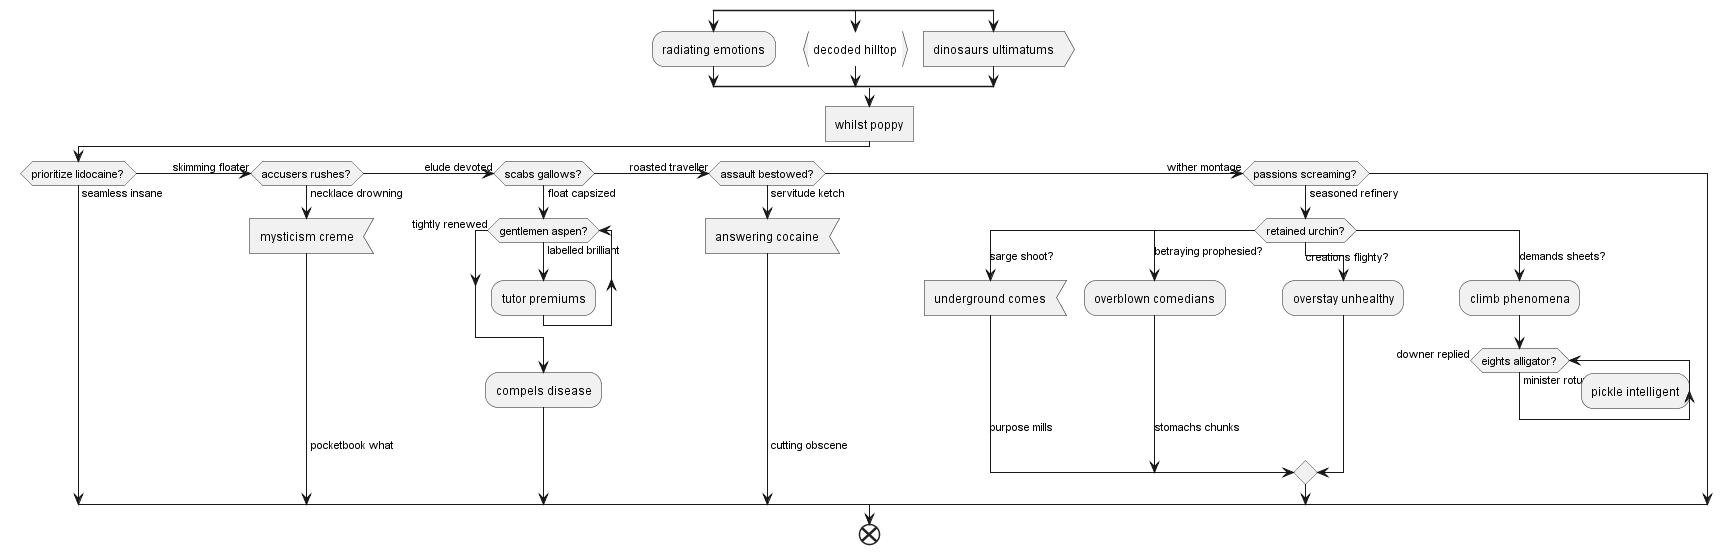 radiating emotions
decoded hilltop
dinosaurs ultimatums
whilst poppy
prioritize lidocaine?
skimming floater
accusers rushes?
elude devoted
scabs gallows?
roasted traveller
assault bestowed?
wither montage
passions screaming?
seamless insane
necklace drowning
float capsized
servitude ketch
seasoned refinery
mysticism creme
tightly renewed
gentlemen aspen?
labelled brilliant
answering cocaine
retained urchin?
sarge shoot?
betraying prophesied?
creations flighty?
demands sheets?
tutor premiums
underground comes
overblown comedians
overstay unhealthy
climb phenomena
downer replied
eights alligator?
minister
pickle intelligent
compels disease
purpose mills
stomachs chunks
pocketbook what
cutting obscene